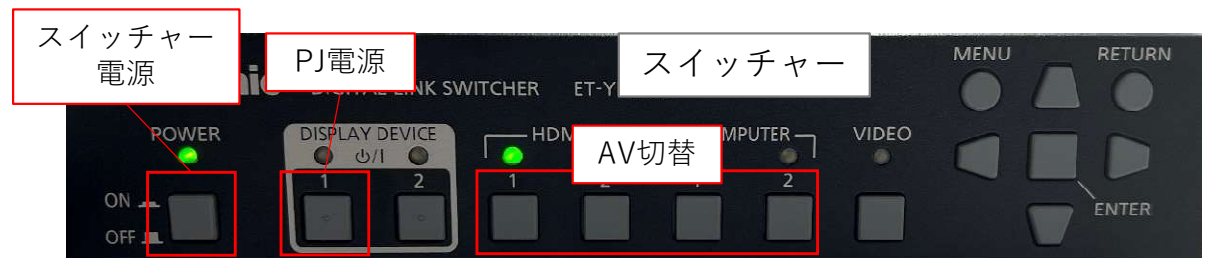 スイッチャー
電源
PJ電源
スイッチャー
MENU
RETURN
nic
LINK SWITCHER
ET-Y
POWER
DISPLAY DEVICE
HDM
AV切替
MPUTER
VIDEO
⏻/I
1
2
1
2
1
2
ON
OFF
ENTER